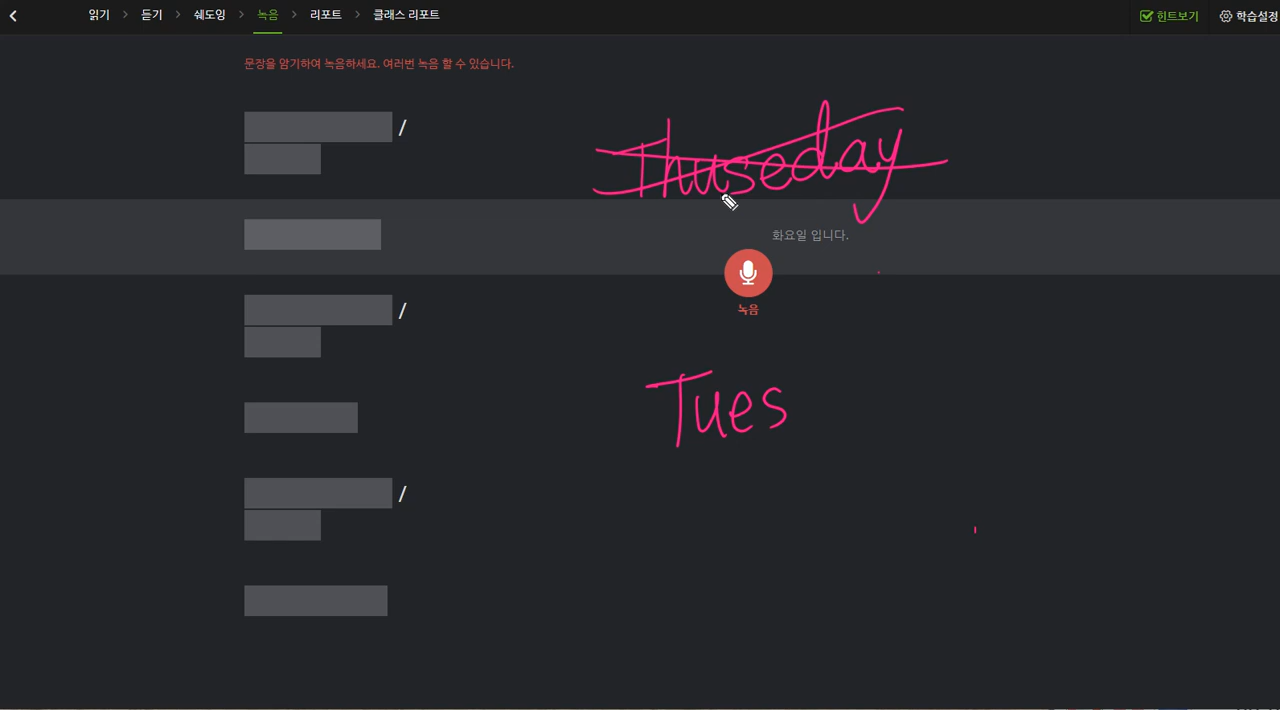 읽기 > 듣기 > 쉐도잉 > 녹음 > 리포트 > 클래스 리포트 힌트보기 학습설정
문장을 암기하여 녹음하세요. 여러번 녹음 할 수 있습니다.
/
Thuseday
화요일 입니다.
녹음
/
Tues
/